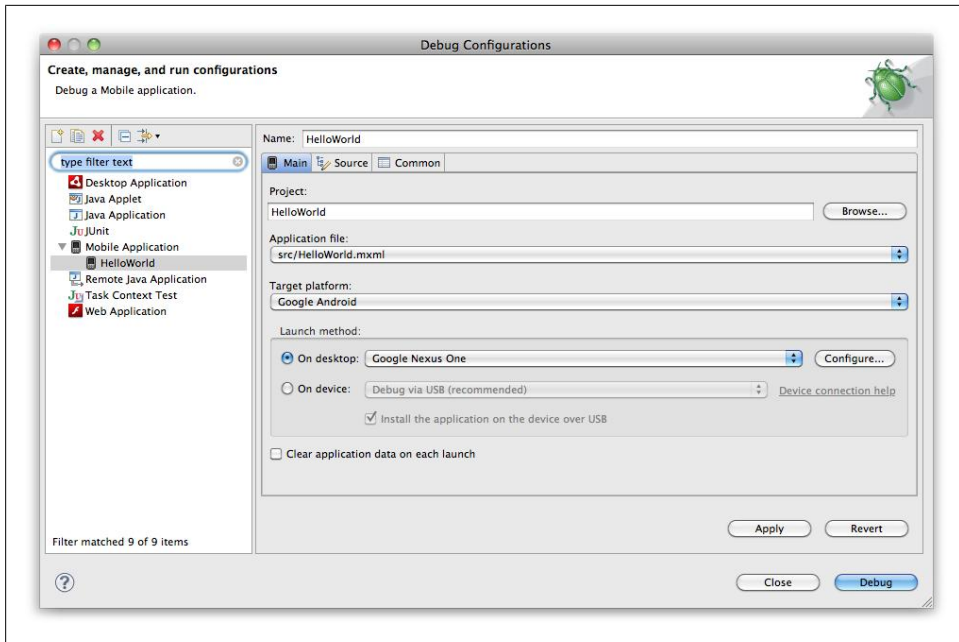 Debug Configurations
Create, manage, and run configurations
Debug a Mobile application.
type filter text
Desktop Application
Java Applet
Java Application
Ju JUnit
Mobile Application
HelloWorld
Remote Java Application
Ju Task Context Test
Web Application
Filter matched 9 of 9 items
Name: HelloWorld
Main Source Common
Project:
HelloWorld Browse...
Application file:
src/HelloWorld.mxml
Target platform:
Google Android
Launch method:
On desktop: Google Nexus One Configure...
On device: Debug via USB (recommended) Device connection help
Install the application on the device over USB
Clear application data on each launch
Apply Revert
? Close Debug